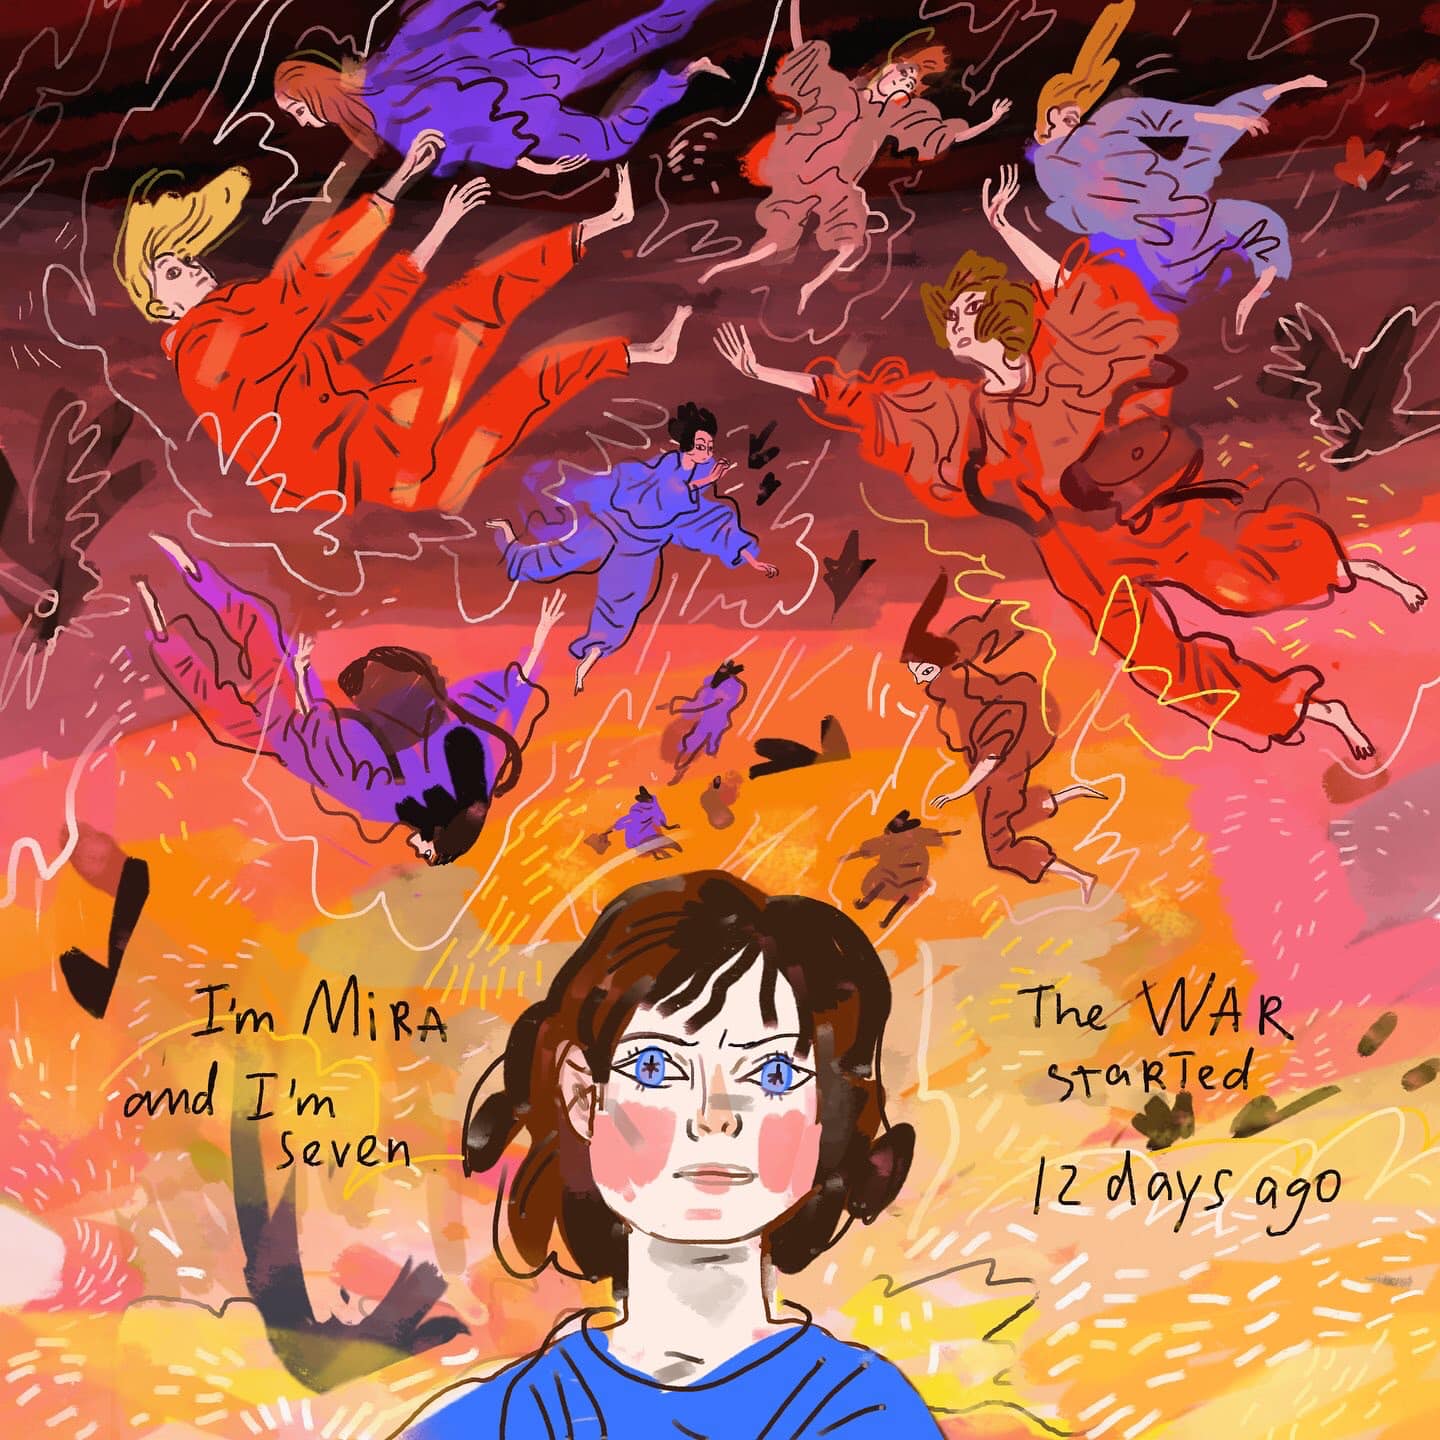 I'm MiRA
and I'm
seven
The WAR
staRTed
12 days ago